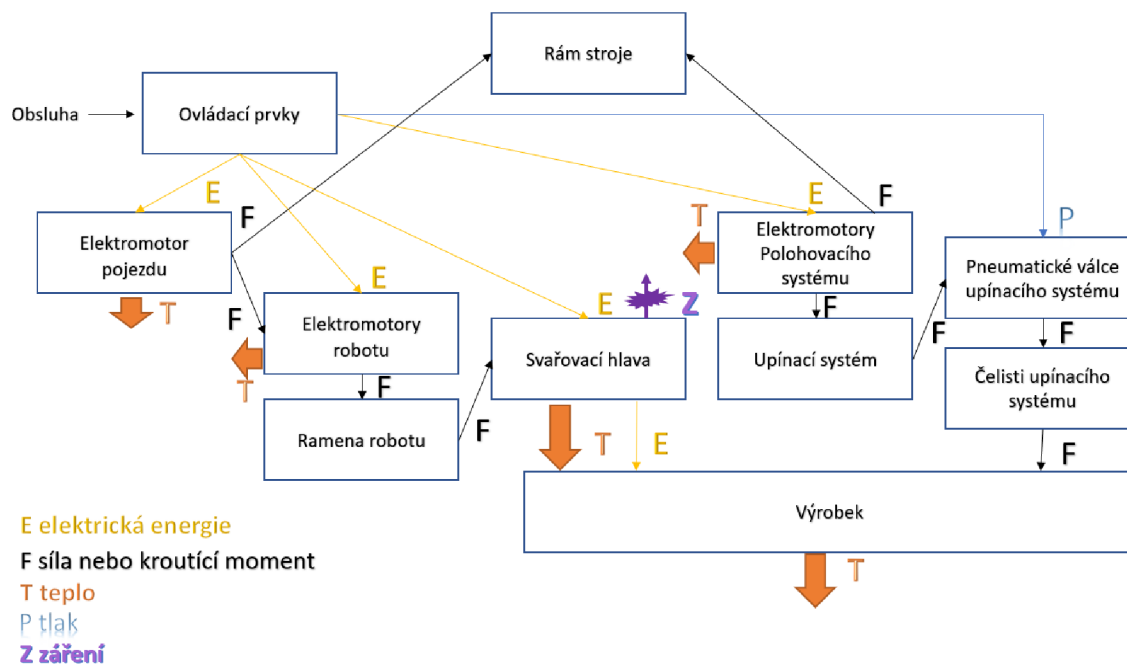 Rám stroje
Obsluha
Ovládací prvky
E
F
E
F
T
P
Elektromotor
pojezdu
Elektromotory
Polohovacího
systému
Pneumatické válce
upínacího systému
T
F
E
E
Z
F
F
F
Elektromotory
robotu
Svařovací hlava
Upínací systém
Čelisti upínacího
systému
T
F
Ramena robotu
F
T
E
F
Výrobek
T
E elektrická energie
F síla nebo kroutící moment
T teplo
P tlak
Z záření